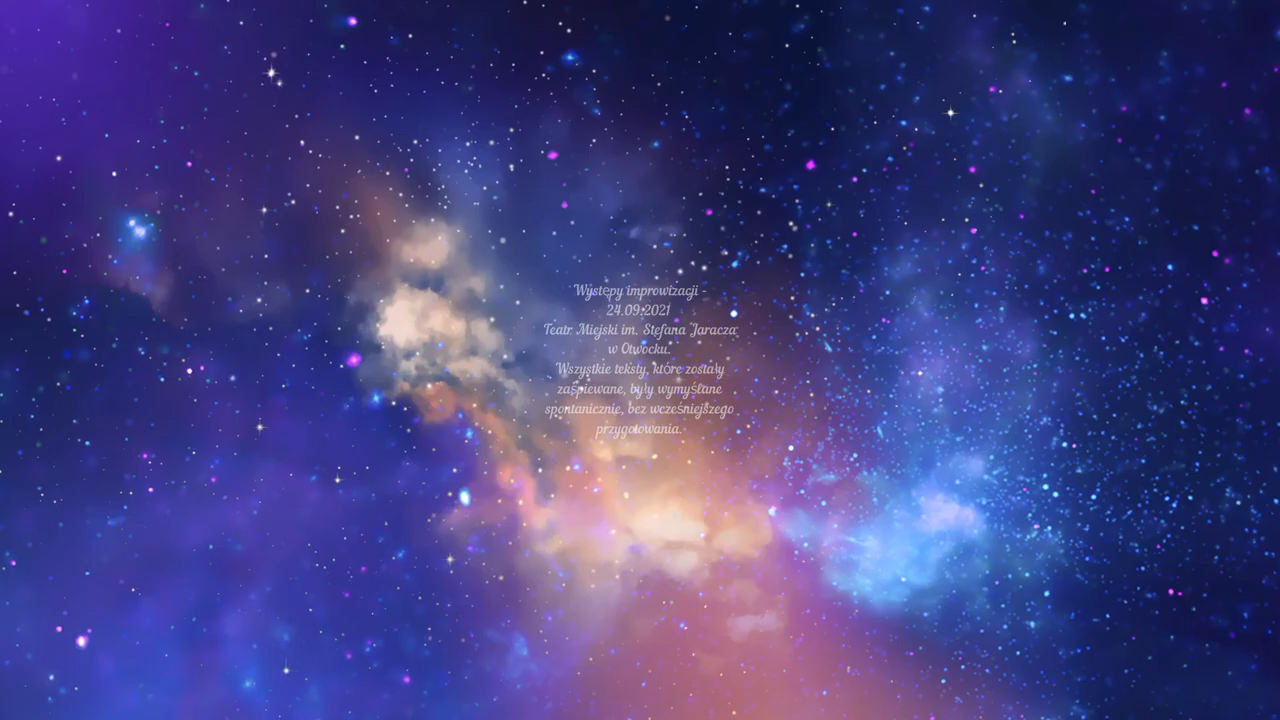 Występy improwizacji -
24.09.2021
Teatr Miejski im. Stefana Jaracza
w Otwocku.
Wszystkie teksty, które zostały
zaśpiewane, były wymyślane
spontanicznie, bez wcześniejszego
przygotowania.